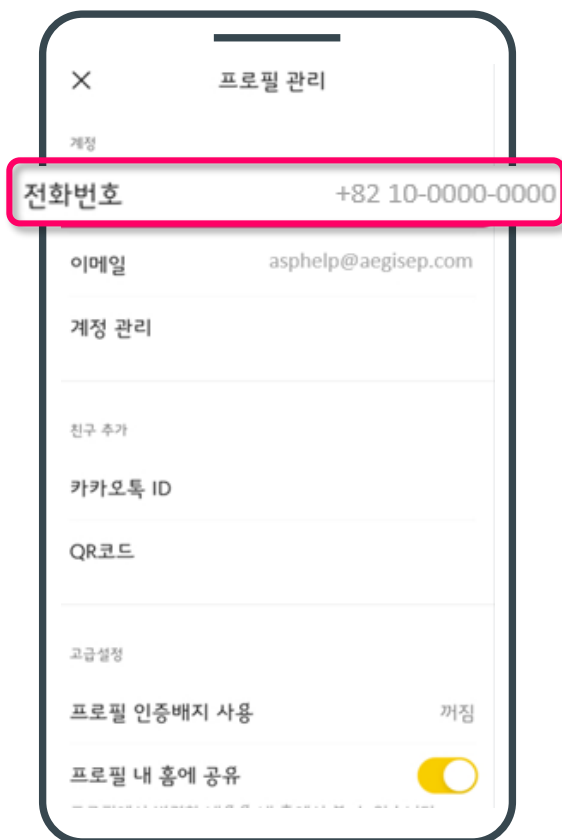 프로필 관리
계정
전화번호 +82 10-0000-0000
이메일 asphelp@aegisep.com
계정 관리
친구 추가
카카오톡 ID
QR코드
고급설정
프로필 인증배지 사용 꺼짐
프로필 내 홈에 공유